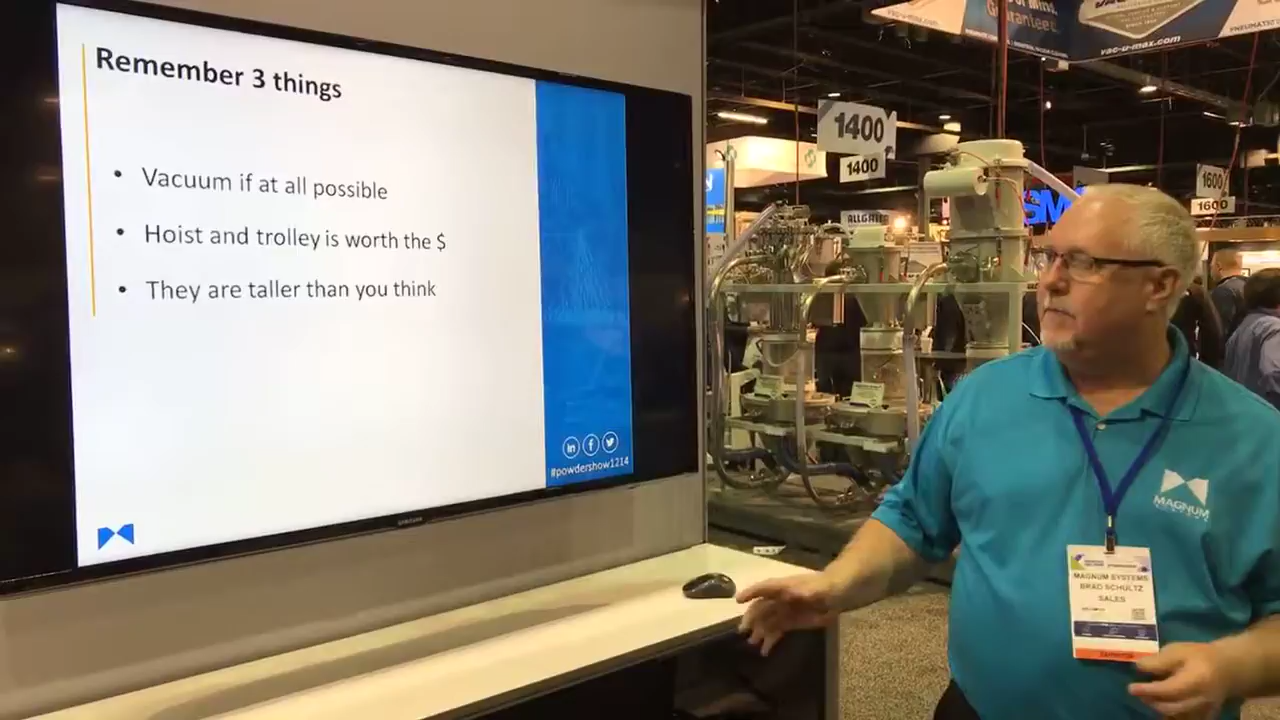 Remember 3 things
• Vacuum if at all possible
• Hoist and trolley is worth the $
• They are taller than you think
#powdershow1214
SAMSUNG
Guarantee
vac-u-max.com
1400
1400
1600
1600
MAGNUM
MAGNUM SYSTEMS
BRAD SCHULTZ
SALES